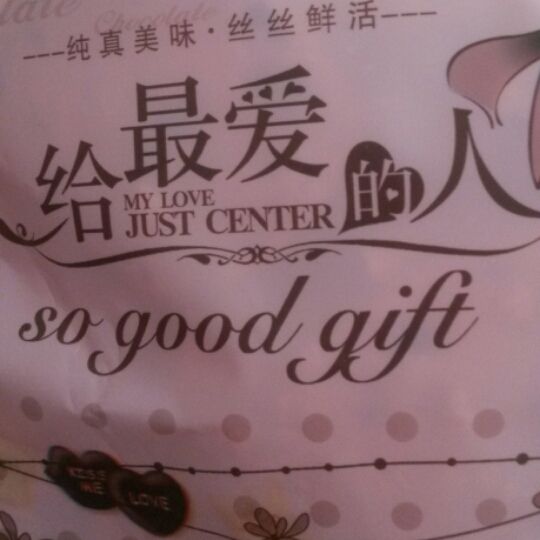 Chocolate
---纯真美味·丝丝鲜活---
给最爱的人
MY LOVE
JUST CENTER
so good gift
KISS
ME
LOVE